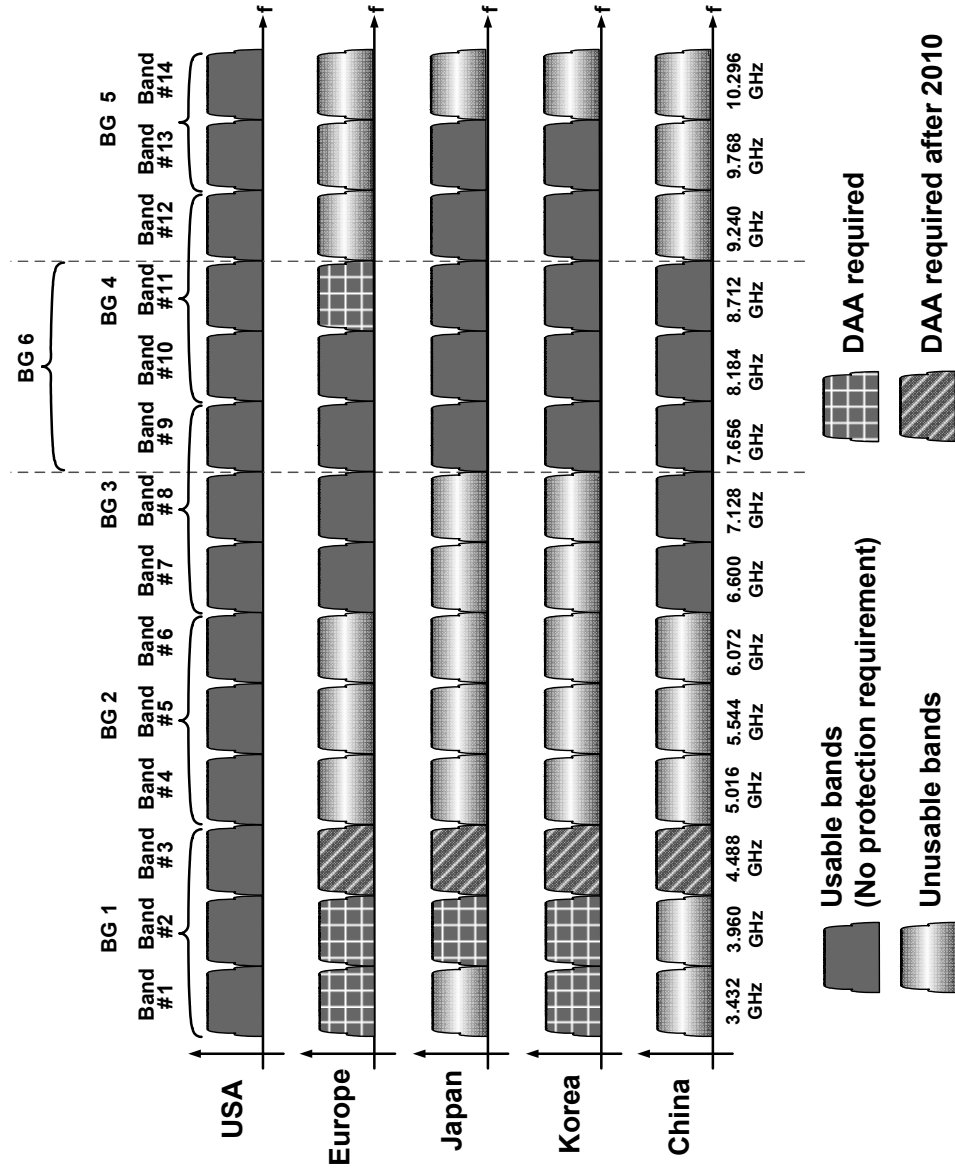 BG 6
BG 1 BG 2 BG 3 BG 4 BG 5
Band Band Band Band Band Band Band Band Band Band Band Band Band Band
#1 #2 #3 #4 #5 #6 #7 #8 #9 #10 #11 #12 #13 #14
USA f
Europe f
Japan f
Korea f
China f
3.432 3.960 4.488 5.016 5.544 6.072 6.600 7.128 7.656 8.184 8.712 9.240 9.768 10.296
GHz GHz GHz GHz GHz GHz GHz GHz GHz GHz GHz GHz GHz GHz
Usable bands
(No protection requirement)
DAA required
Unusable bands
DAA required after 2010